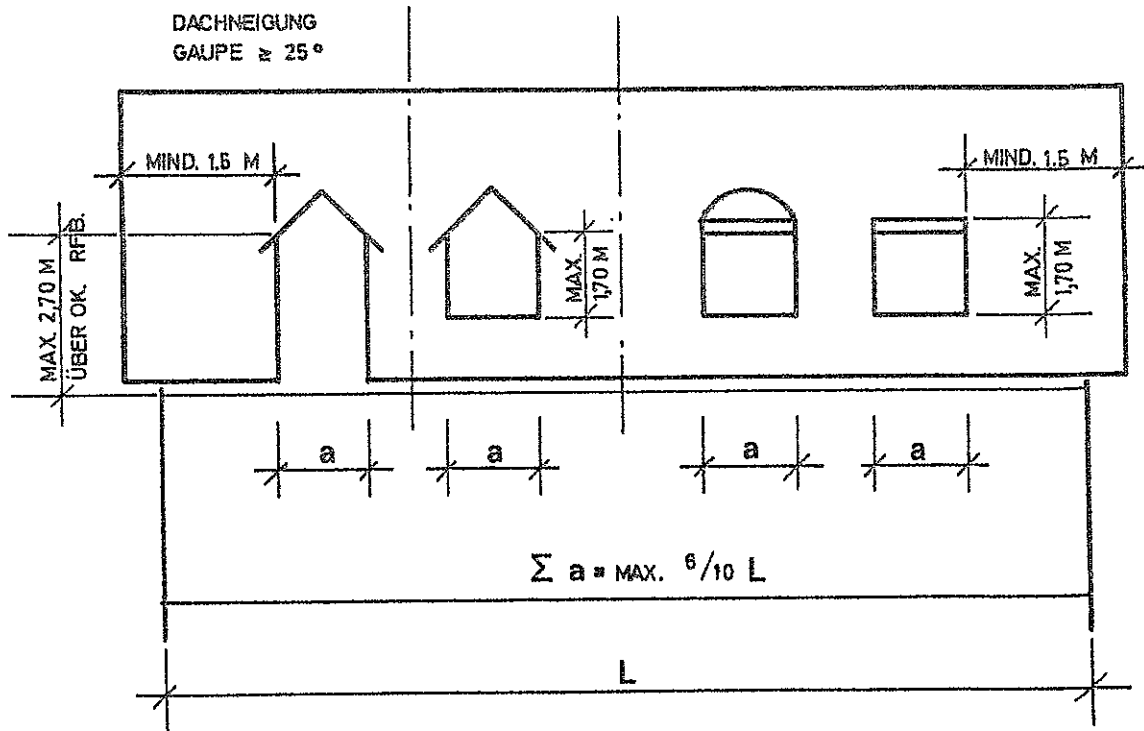 DACHNEIGUNG
GAUPE ≥ 25°
MIND. 1.5 M
MIND. 1.5 M
MAX. 2,70 M
ÜBER OK. RFB.
MAX.
1,70 M
MAX.
1,70 M
a
a
a
a
Σ a = MAX. 6/10 L
L